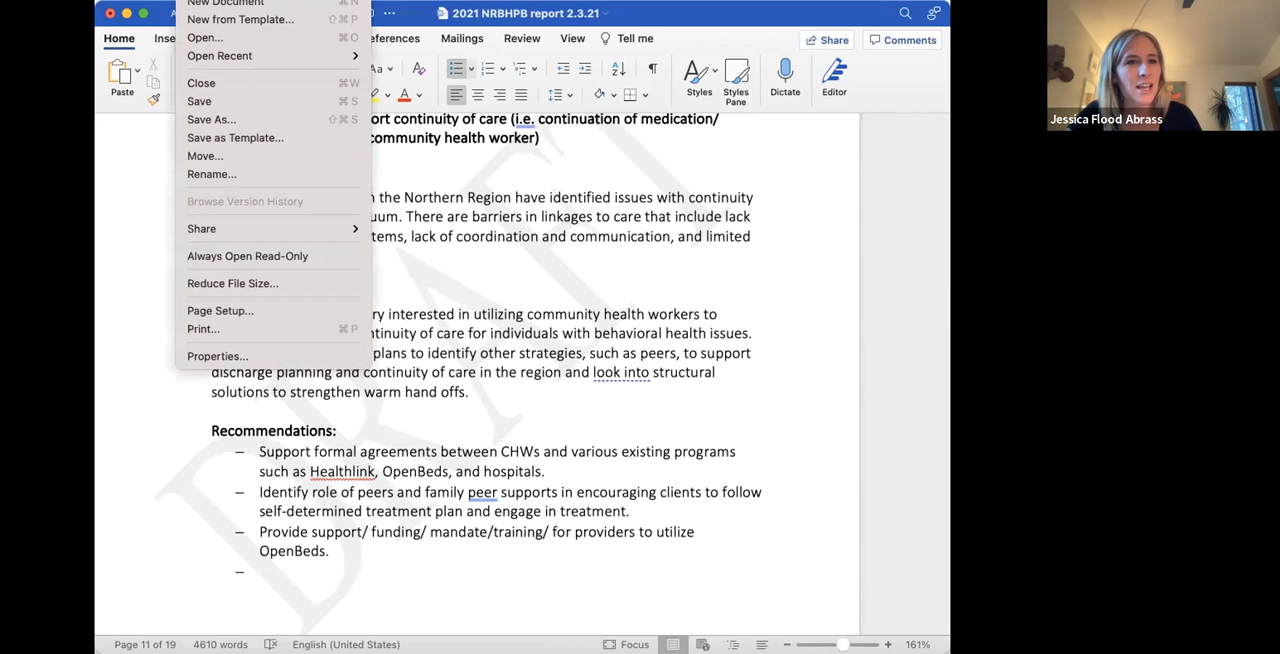 New Document ⌘N
New from Template... ⇧⌘P
Open... ⌘O
Open Recent
Close ⌘W
Save ⌘S
Save As... ⇧⌘S
Save as Template...
Move...
Rename...
Browse Version History
Share
Always Open Read-Only
Reduce File Size...
Page Setup...
Print... ⌘P
Properties...
2021 NRBHPB report 2.3.21
Home
Mailings Review View Tell me
Share Comments
Paste
Aa
Styles
Styles Pane
Dictate
Editor
continuity of care (i.e. continuation of medication/
community health worker)
the Northern Region have identified issues with continuity
There are barriers in linkages to care that include lack
lack of coordination and communication, and limited
interested in utilizing community health workers to
of care for individuals with behavioral health issues.
plans to identify other strategies, such as peers, to support
discharge planning and continuity of care in the region and look into structural
solutions to strengthen warm hand offs.
Recommendations:
– Support formal agreements between CHWs and various existing programs
such as Healthlink, OpenBeds, and hospitals.
– Identify role of peers and family peer supports in encouraging clients to follow
self-determined treatment plan and engage in treatment.
– Provide support/ funding/ mandate/training/ for providers to utilize
OpenBeds.
–
DRAFT
Page 11 of 19 4610 words English (United States) Focus 161%
Jessica Flood Abrass